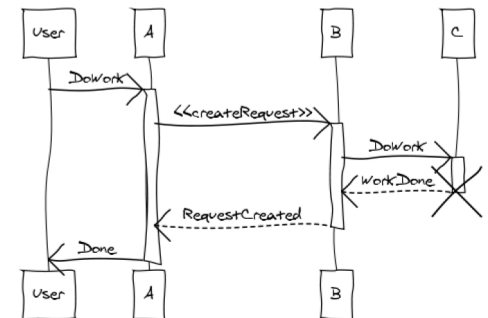 User
A
B
C
DoWork
<<createRequest>>
DoWork
WorkDone
RequestCreated
Done
User
A
B